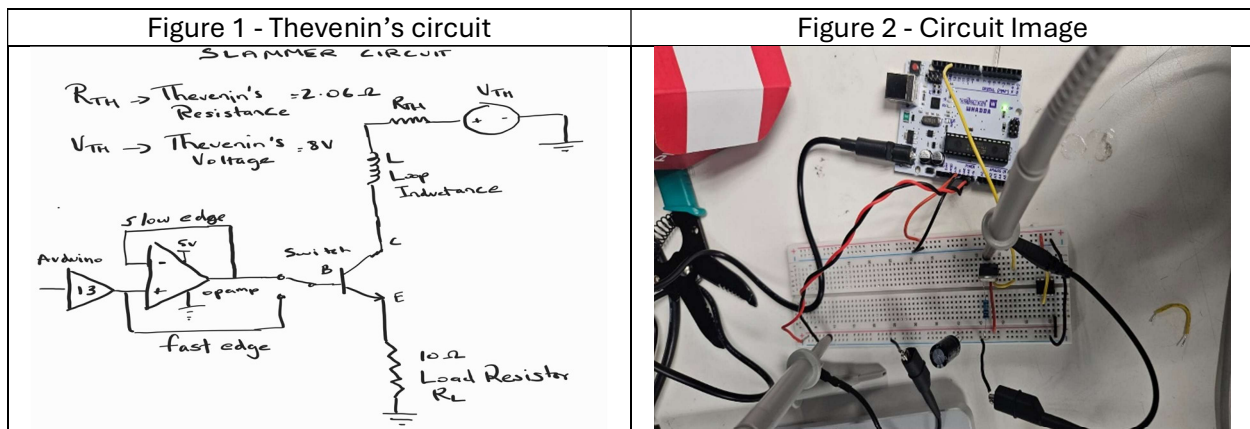 Figure 1 - Thevenin's circuit
Figure 2 - Circuit Image
SLAMMER CIRCUIT
RTH → Thevenin's Resistance = 2.06 Ω
VTH → Thevenin's Voltage = 8V
RTH
VTH
+ -
L
Loop
Inductance
slow edge
5v
Switch
C
Arduino
B
-
13
+
opamp
E
fast edge
10 Ω
Load Resistor
RL